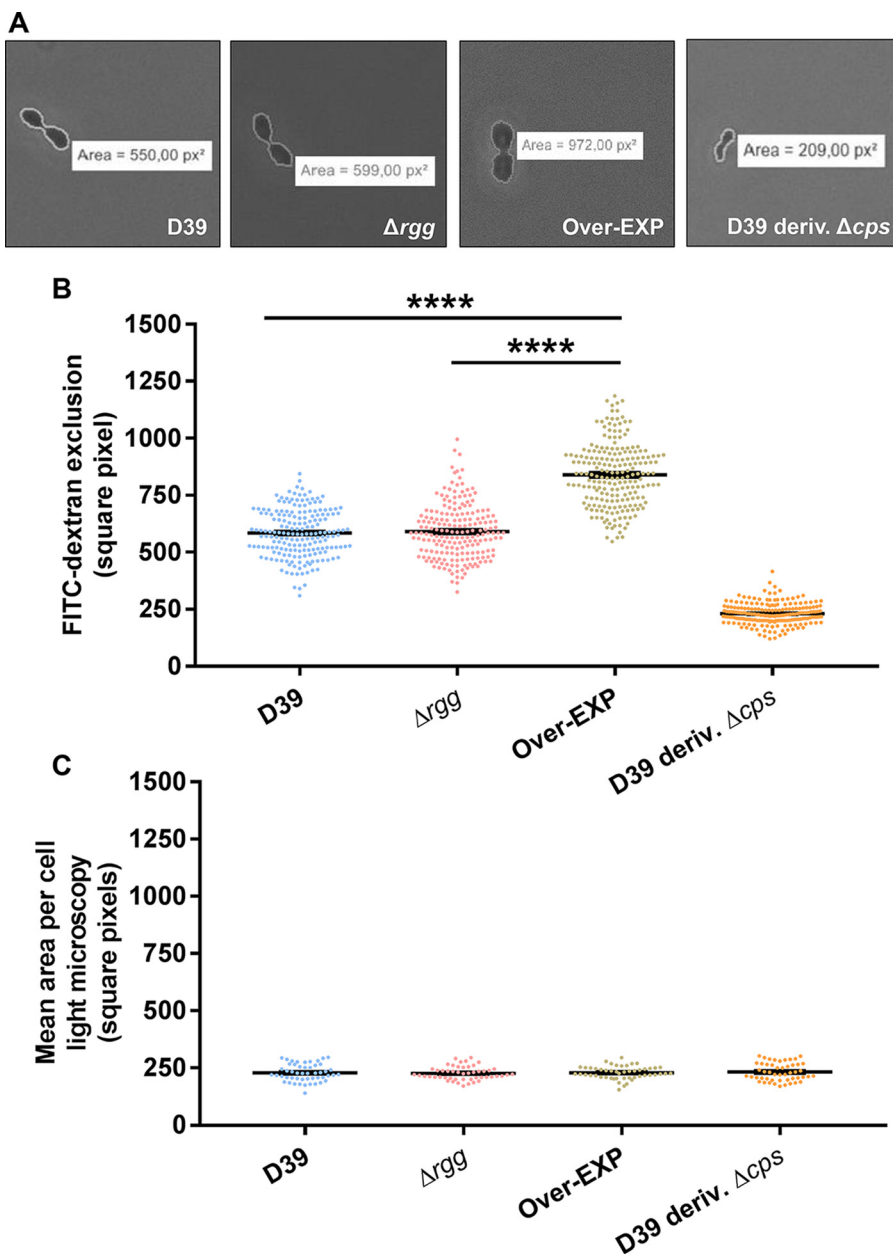 A
Area = 550,00 px²
D39
Area = 599,00 px²
Δrgg
Area = 972,00 px²
Over-EXP
Area = 209,00 px²
D39 deriv. Δcps
B
FITC-dextran exclusion
(square pixel)
1500
1250
1000
750
500
250
0
****
****
D39
Δrgg
Over-EXP
D39 deriv. Δcps
C
Mean area per cell
light microscopy
(square pixels)
1500
1250
1000
750
500
250
0
D39
Δrgg
Over-EXP
D39 deriv. Δcps